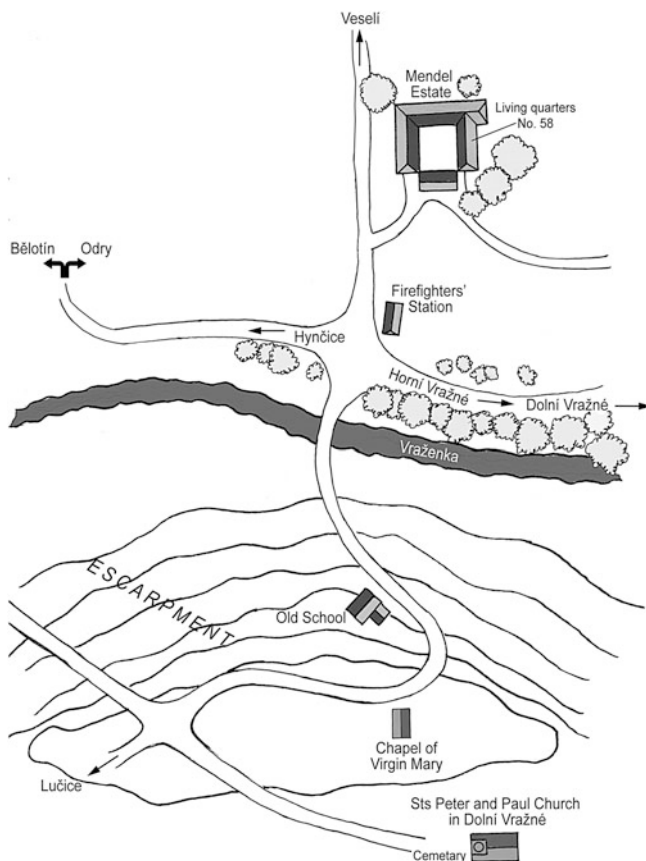 Veselí
Mendel
Estate
Living quarters
No. 58
Bělotín
Odry
Firefighters'
Station
Hynčice
Horní Vražné
Dolní Vražné
Vraženka
ESCARPMENT
Old School
Chapel of
Virgin Mary
Lučice
Sts Peter and Paul Church
in Dolní Vražné
Cemetary